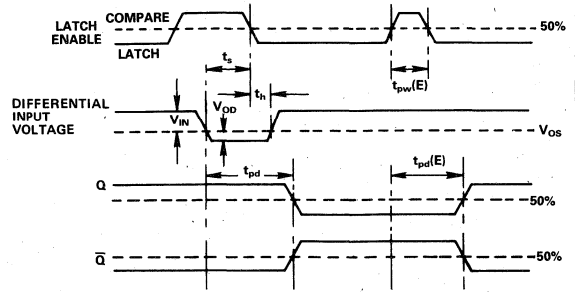 COMPARE
LATCH
ENABLE
LATCH
50%
ts
th
tpw(E)
DIFFERENTIAL
INPUT
VOLTAGE
VIN
VOD
VOS
tpd
tpd(E)
Q
50%
Q̅
50%